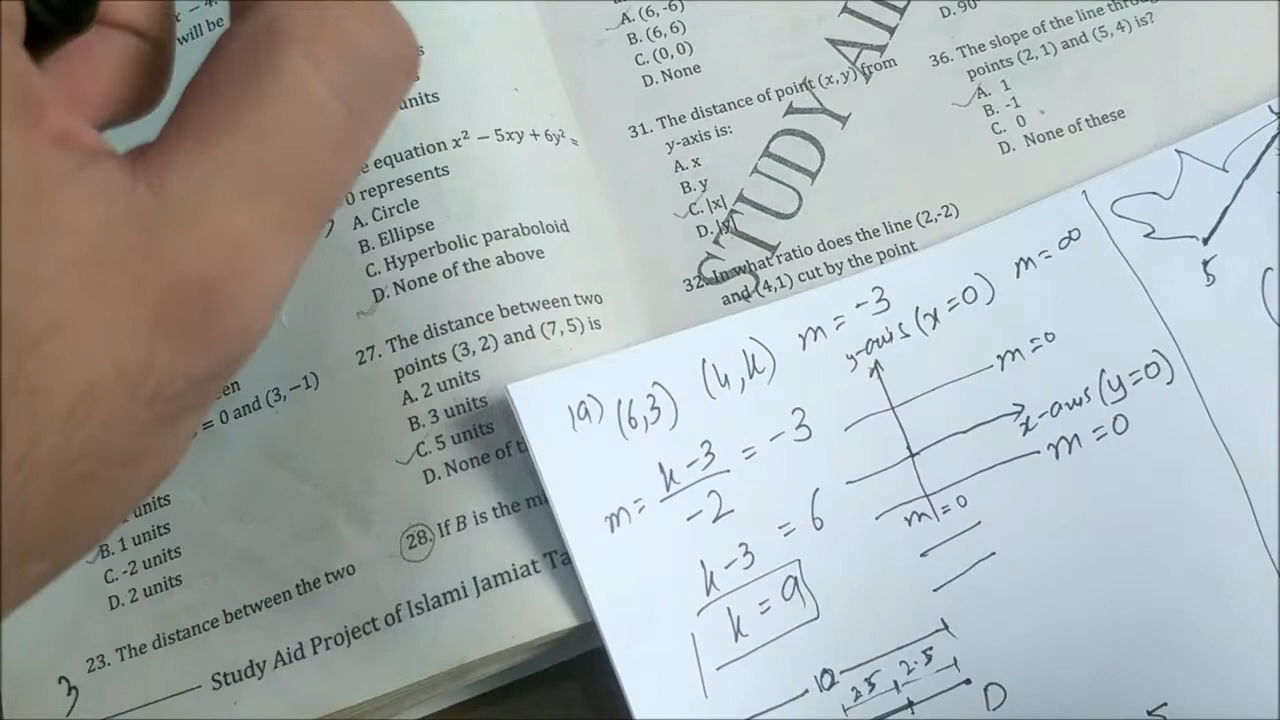 will be
units
equation x² − 5xy + 6y² =
0 represents
A. Circle
B. Ellipse
C. Hyperbolic paraboloid
D. None of the above
27. The distance between two
points (3, 2) and (7, 5) is
A. 2 units
B. 3 units
C. 5 units
D. None of
28. If B is the
= 0 and (3, −1)
units
B. 1 units
C. -2 units
D. 2 units
23. The distance between the two
3
Study Aid Project of Islami Jamiat
A. (6, -6)
B. (6, 6)
C. (0, 0)
D. None
31. The distance of point (x, y) from
y-axis is:
A. x
B. y
C. |x|
D. |y|
32. In what ratio does the line (2,-2)
and (4,1) cut by the point
D. 90
36. The slope of the line
points (2, 1) and (5, 4) is?
A. 1
B. -1
C. 0
D. None of these
STUDY AID
19) (6,3) (4,k) m = -3
m = k-3/-2 = -3
k-3 = 6
k = 9
y-axis (x=0) m = ∞
m=0
x-axis (y=0)
m=0
m=0
10
2.5 2.5
D
5